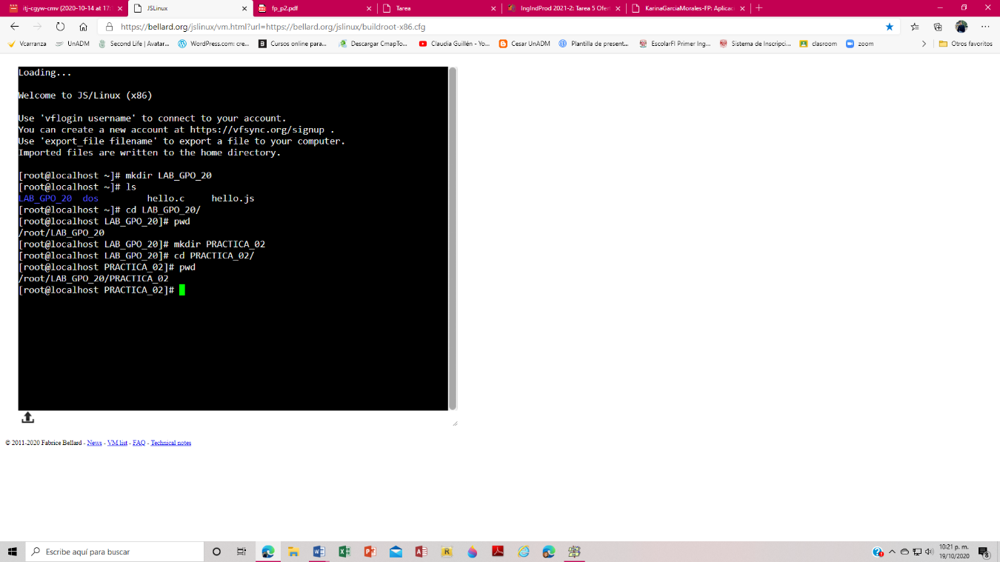 itj-cgyw-cmv (2020-10-14 at 17: JSLinux fp_p2.pdf Tarea IngIndProd 2021-2: Tarea 5 Ofert KarinaGarciaMorales-FP: Aplicac
https://bellard.org/jslinux/vm.html?url=https://bellard.org/jslinux/buildroot-x86.cfg
Vcarranza UnADM Second Life | Avatar... WordPress.com: cre... Cursos online para... Descargar CmapTo... Claudia Guillén - Yo... Cesar UnADM Plantilla de present... EscolarFI Primer Ing... Sistema de Inscripci... clasroom zoom Otros favoritos
Loading...
Welcome to JS/Linux (x86)
Use 'vflogin username' to connect to your account.
You can create a new account at https://vfsync.org/signup .
Use 'export_file filename' to export a file to your computer.
Imported files are written to the home directory.
[root@localhost ~]# mkdir LAB_GPO_20
[root@localhost ~]# ls
LAB_GPO_20 dos hello.c hello.js
[root@localhost ~]# cd LAB_GPO_20/
[root@localhost LAB_GPO_20]# pwd
/root/LAB_GPO_20
[root@localhost LAB_GPO_20]# mkdir PRACTICA_02
[root@localhost LAB_GPO_20]# cd PRACTICA_02/
[root@localhost PRACTICA_02]# pwd
/root/LAB_GPO_20/PRACTICA_02
[root@localhost PRACTICA_02]#
© 2011-2020 Fabrice Bellard - News - VM list - FAQ - Technical notes
Escribe aquí para buscar
10:21 p. m.
19/10/2020
8